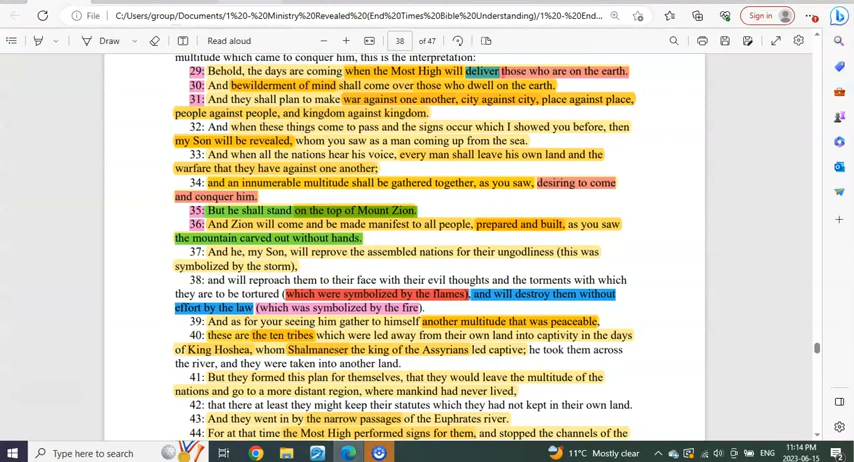 File
C:/Users/group/Documents/1%20-%20Ministry%20Revealed%20(End%20Times%20Bible%20Understanding)/1%20-%20End...
Sign in
Draw
Read aloud
38
of 47
multitude which came to conquer him, this is the interpretation:
29: Behold, the days are coming when the Most High will deliver those who are on the earth.
30: And bewilderment of mind shall come over those who dwell on the earth.
31: And they shall plan to make war against one another, city against city, place against place,
people against people, and kingdom against kingdom.
32: And when these things come to pass and the signs occur which I showed you before, then
my Son will be revealed, whom you saw as a man coming up from the sea.
33: And when all the nations hear his voice, every man shall leave his own land and the
warfare that they have against one another;
34: and an innumerable multitude shall be gathered together, as you saw, desiring to come
and conquer him.
35: But he shall stand on the top of Mount Zion.
36: And Zion will come and be made manifest to all people, prepared and built, as you saw
the mountain carved out without hands.
37: And he, my Son, will reprove the assembled nations for their ungodliness (this was
symbolized by the storm),
38: and will reproach them to their face with their evil thoughts and the torments with which
they are to be tortured (which were symbolized by the flames), and will destroy them without
effort by the law (which was symbolized by the fire).
39: And as for your seeing him gather to himself another multitude that was peaceable,
40: these are the ten tribes which were led away from their own land into captivity in the days
of King Hoshea, whom Shalmaneser the king of the Assyrians led captive; he took them across
the river, and they were taken into another land.
41: But they formed this plan for themselves, that they would leave the multitude of the
nations and go to a more distant region, where mankind had never lived,
42: that there at least they might keep their statutes which they had not kept in their own land.
43: And they went in by the narrow passages of the Euphrates river.
44: For at that time the Most High performed signs for them, and stopped the channels of the
Type here to search
11°C Mostly clear
ENG
11:14 PM
2023-06-15
2